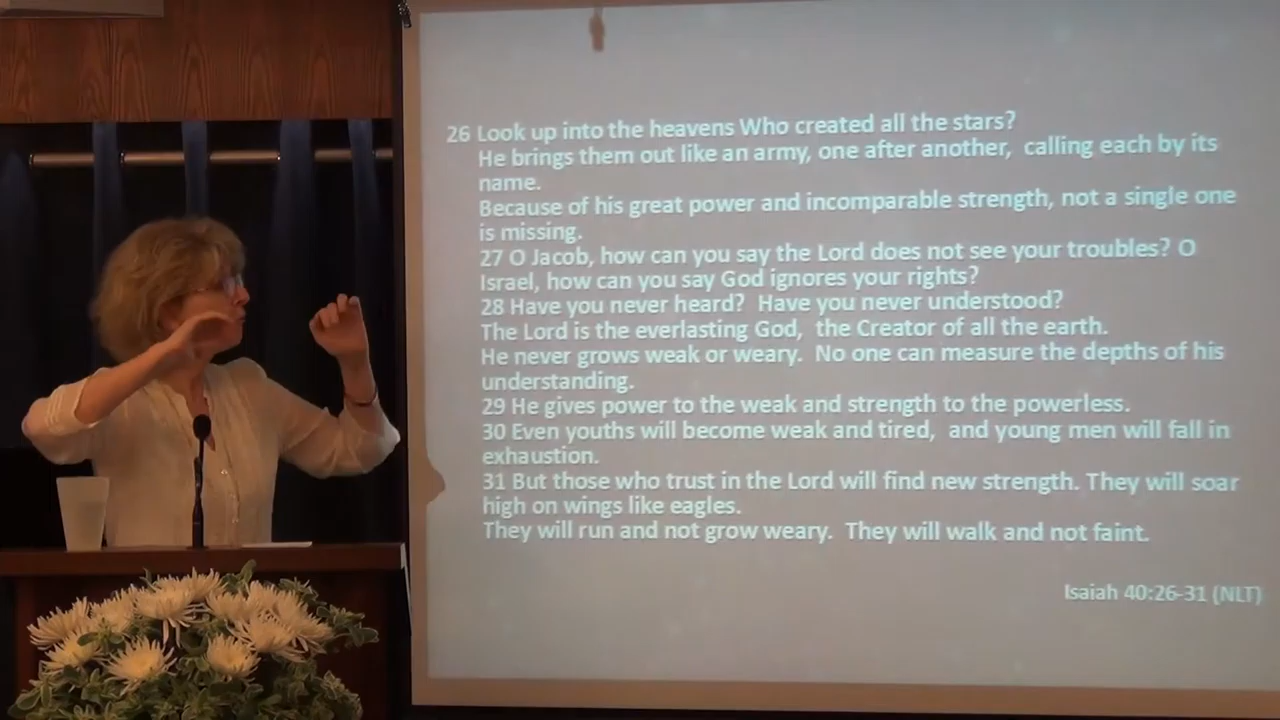 26 Look up into the heavens Who created all the stars?
He brings them out like an army, one after another, calling each by its
name.
Because of his great power and incomparable strength, not a single one
is missing.
27 O Jacob, how can you say the Lord does not see your troubles? O
Israel, how can you say God ignores your rights?
28 Have you never heard? Have you never understood?
The Lord is the everlasting God, the Creator of all the earth.
He never grows weak or weary. No one can measure the depths of his
understanding.
29 He gives power to the weak and strength to the powerless.
30 Even youths will become weak and tired, and young men will fall in
exhaustion.
31 But those who trust in the Lord will find new strength. They will soar
high on wings like eagles.
They will run and not grow weary. They will walk and not faint.
Isaiah 40:26-31 (NLT)